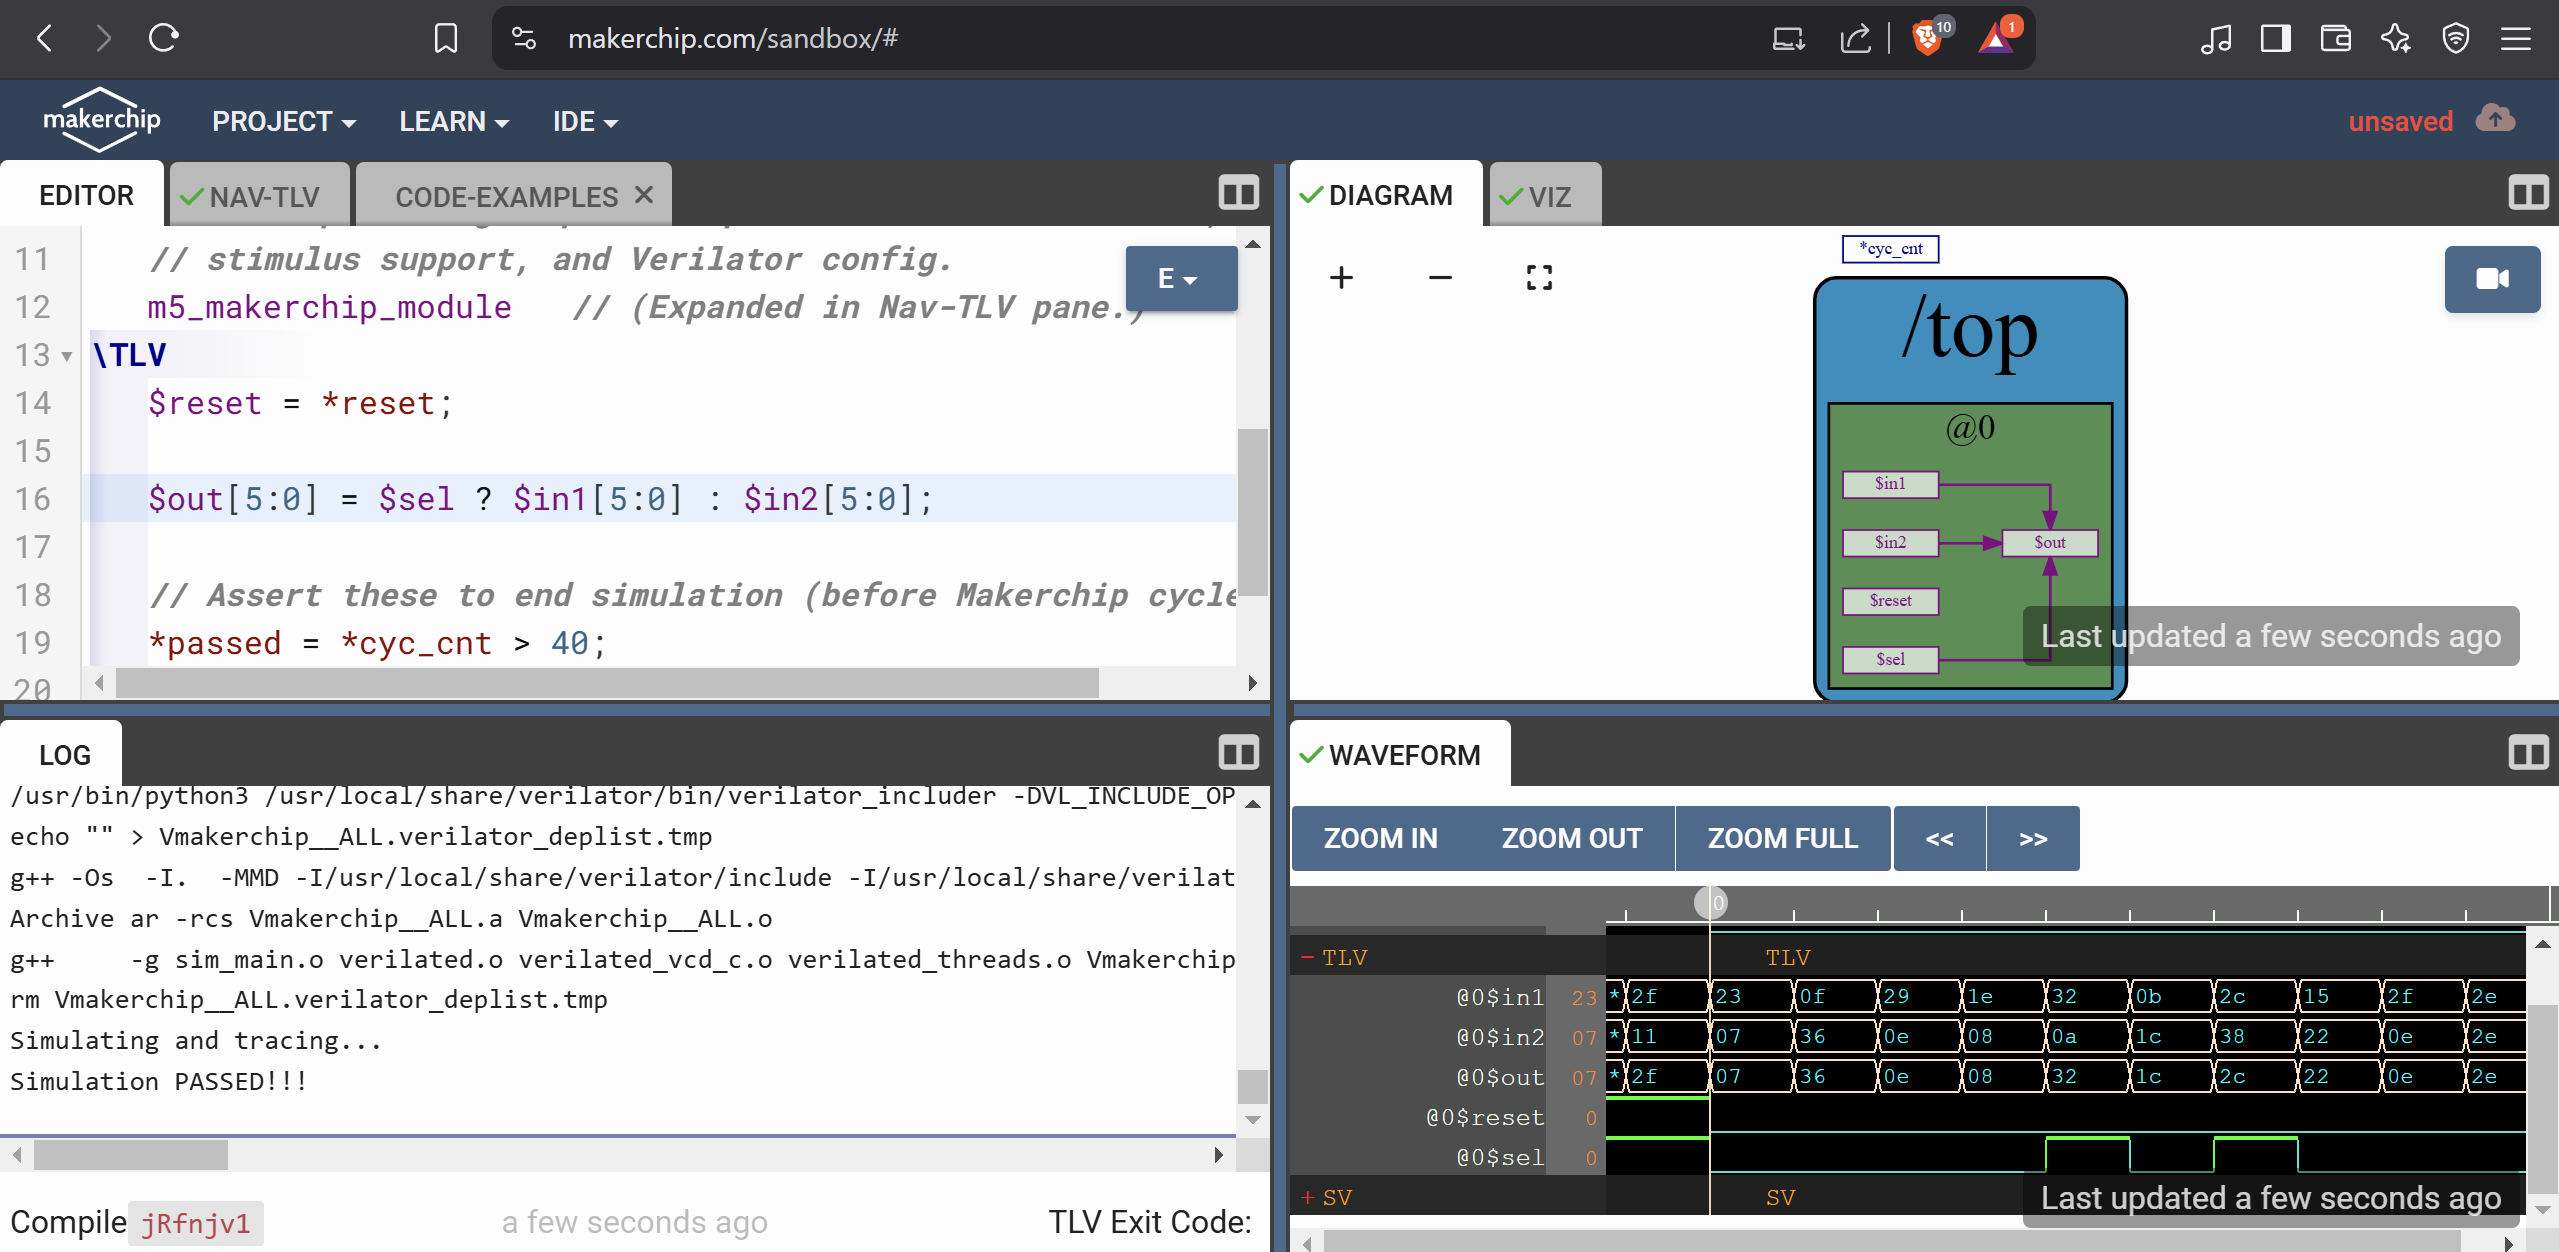 makerchip.com/sandbox/#
10
1
makerchip
PROJECT
LEARN
IDE
unsaved
EDITOR
NAV-TLV
CODE-EXAMPLES
11 // stimulus support, and Verilator config.
E
12 m5_makerchip_module // (Expanded in Nav-TLV pane.)
13 \TLV
14 $reset = *reset;
15
16 $out[5:0] = $sel ? $in1[5:0] : $in2[5:0];
17
18 // Assert these to end simulation (before Makerchip cycle
19 *passed = *cyc_cnt > 40;
20
DIAGRAM
VIZ
*cyc_cnt
/top
@0
$in1
$in2
$out
$reset
$sel
Last updated a few seconds ago
LOG
/usr/bin/python3 /usr/local/share/verilator/bin/verilator_includer -DVL_INCLUDE_OP
echo "" > Vmakerchip__ALL.verilator_deplist.tmp
g++ -Os -I. -MMD -I/usr/local/share/verilator/include -I/usr/local/share/verilat
Archive ar -rcs Vmakerchip__ALL.a Vmakerchip__ALL.o
g++ -g sim_main.o verilated.o verilated_vcd_c.o verilated_threads.o Vmakerchip
rm Vmakerchip__ALL.verilator_deplist.tmp
Simulating and tracing...
Simulation PASSED!!!
Compile jRfnjv1 a few seconds ago TLV Exit Code:
WAVEFORM
ZOOM IN ZOOM OUT ZOOM FULL << >>
0
− TLV TLV
@0$in1 23 * 2f 23 0f 29 1e 32 0b 2c 15 2f 2e
@0$in2 07 * 11 07 36 0e 08 0a 1c 38 22 0e 2e
@0$out 07 * 2f 07 36 0e 08 32 1c 2c 22 0e 2e
@0$reset 0
@0$sel 0
+ SV SV
Last updated a few seconds ago